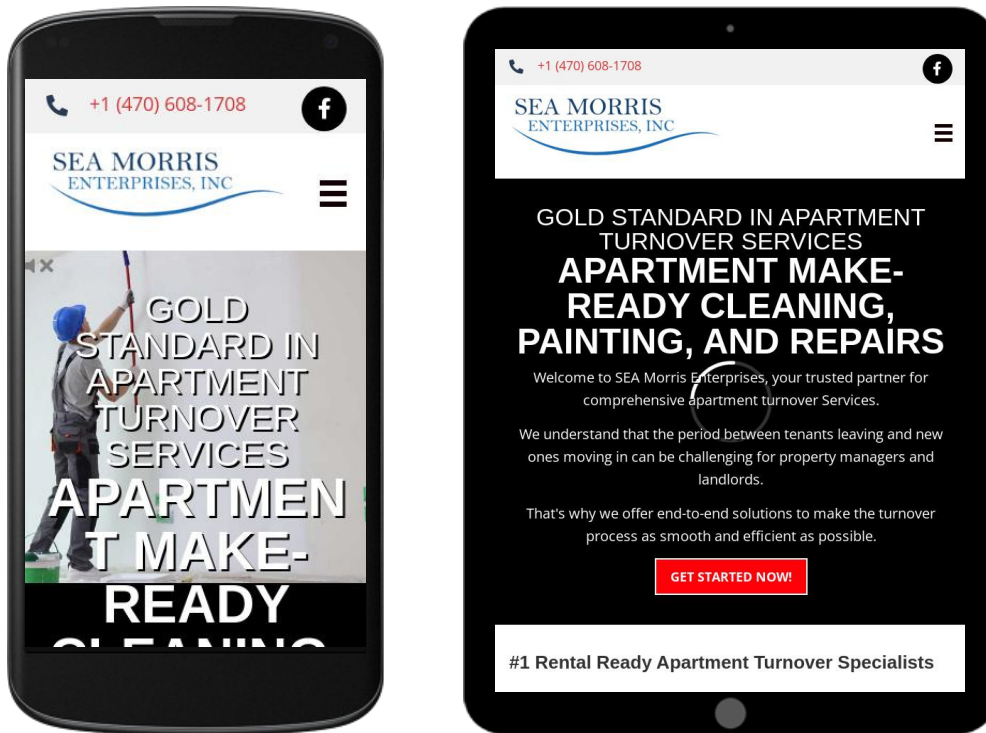 +1 (470) 608-1708
SEA MORRIS
ENTERPRISES, INC
GOLD
STANDARD IN
APARTMENT
TURNOVER
SERVICES
APARTMEN
T MAKE-
READY
CLEANING,
+1 (470) 608-1708
SEA MORRIS
ENTERPRISES, INC
GOLD STANDARD IN APARTMENT
TURNOVER SERVICES
APARTMENT MAKE-
READY CLEANING,
PAINTING, AND REPAIRS
Welcome to SEA Morris Enterprises, your trusted partner for
comprehensive apartment turnover Services.
We understand that the period between tenants leaving and new
ones moving in can be challenging for property managers and
landlords.
That's why we offer end-to-end solutions to make the turnover
process as smooth and efficient as possible.
GET STARTED NOW!
#1 Rental Ready Apartment Turnover Specialists